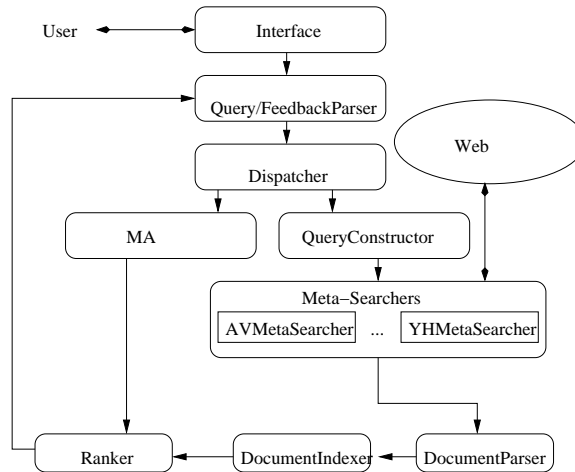 User
Interface
Query/FeedbackParser
Web
Dispatcher
MA
QueryConstructor
Meta−Searchers
AVMetaSearcher ... YHMetaSearcher
Ranker
DocumentIndexer
DocumentParser